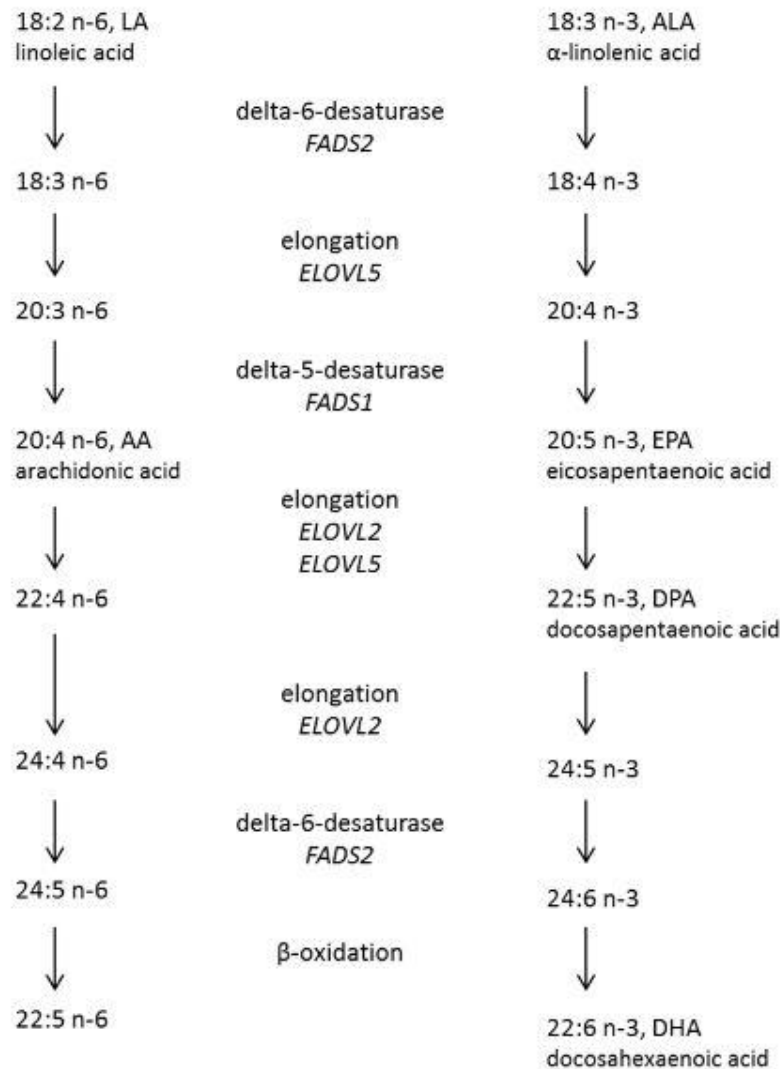 18:2 n-6, LA
linoleic acid
18:3 n-3, ALA
α-linolenic acid
delta-6-desaturase
FADS2
18:3 n-6
18:4 n-3
elongation
ELOVL5
20:3 n-6
20:4 n-3
delta-5-desaturase
FADS1
20:4 n-6, AA
arachidonic acid
20:5 n-3, EPA
eicosapentaenoic acid
elongation
ELOVL2
ELOVL5
22:4 n-6
22:5 n-3, DPA
docosapentaenoic acid
elongation
ELOVL2
24:4 n-6
24:5 n-3
delta-6-desaturase
FADS2
24:5 n-6
24:6 n-3
β-oxidation
22:5 n-6
22:6 n-3, DHA
docosahexaenoic acid